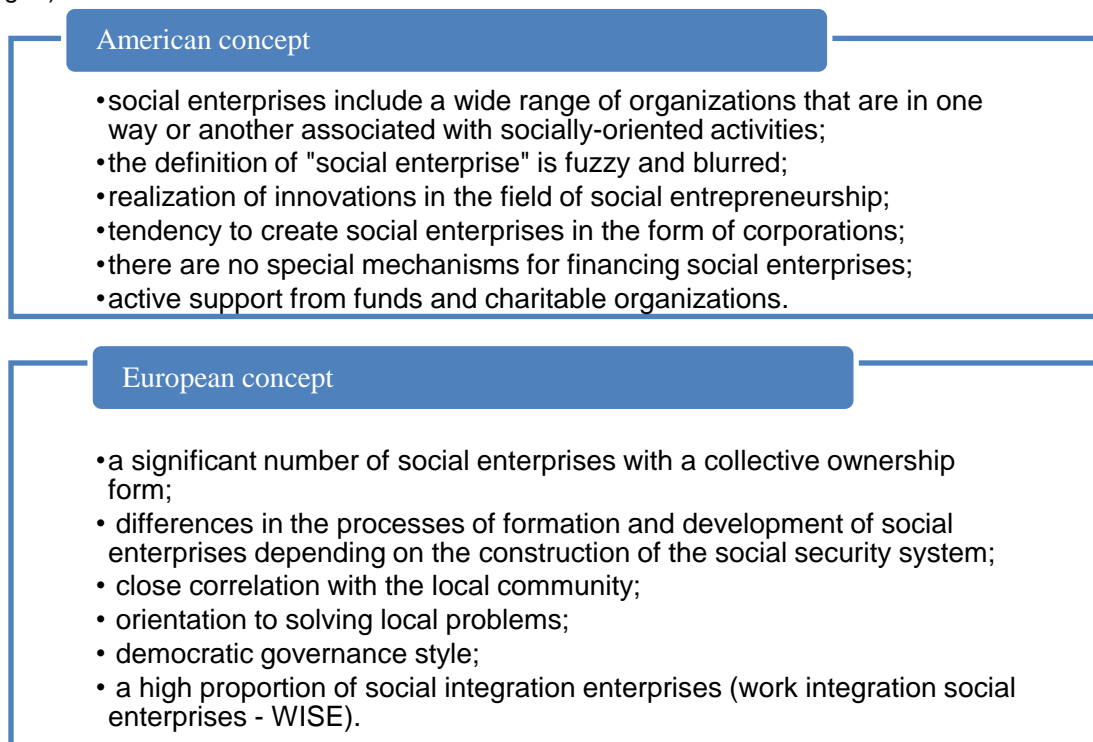 American concept
•social enterprises include a wide range of organizations that are in one
way or another associated with socially-oriented activities;
•the definition of "social enterprise" is fuzzy and blurred;
•realization of innovations in the field of social entrepreneurship;
•tendency to create social enterprises in the form of corporations;
•there are no special mechanisms for financing social enterprises;
•active support from funds and charitable organizations.
European concept
•a significant number of social enterprises with a collective ownership
form;
• differences in the processes of formation and development of social
enterprises depending on the construction of the social security system;
• close correlation with the local community;
• orientation to solving local problems;
• democratic governance style;
• a high proportion of social integration enterprises (work integration social
enterprises - WISE).